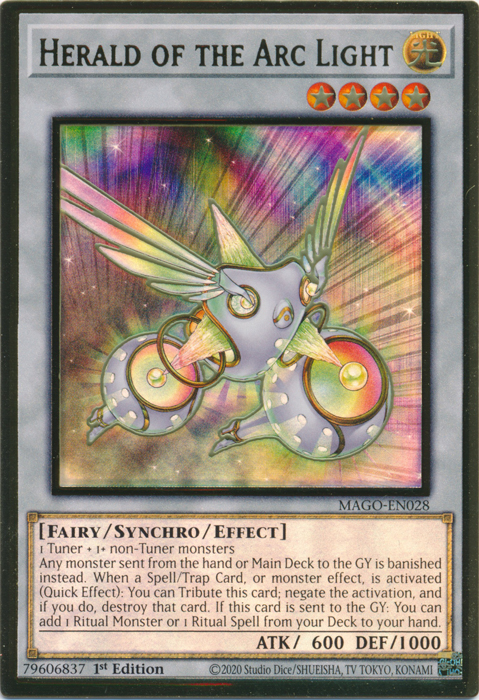 HERALD OF THE ARC LIGHT
LIGHT
光
MAGO-EN028
[FAIRY/SYNCHRO/EFFECT]
1 Tuner + 1+ non-Tuner monsters
Any monster sent from the hand or Main Deck to the GY is banished
instead. When a Spell/Trap Card, or monster effect, is activated
(Quick Effect): You can Tribute this card; negate the activation, and
if you do, destroy that card. If this card is sent to the GY: You can
add 1 Ritual Monster or 1 Ritual Spell from your Deck to your hand.
ATK/ 600 DEF/1000
79606837 1st Edition ©2020 Studio Dice/SHUEISHA, TV TOKYO, KONAMI